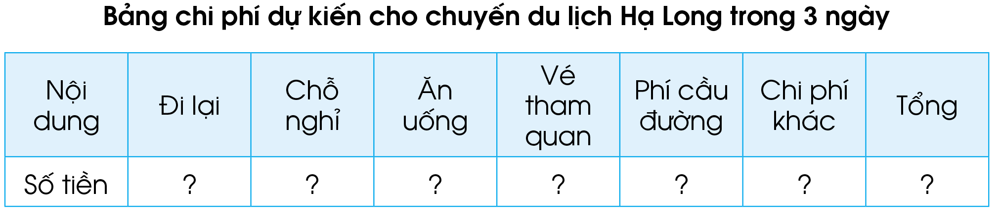 Bảng chi phí dự kiến cho chuyến du lịch Hạ Long trong 3 ngày
Nội dung
Đi lại
Chỗ nghỉ
Ăn uống
Vé tham quan
Phí cầu đường
Chi phí khác
Tổng
Số tiền
?
?
?
?
?
?
?